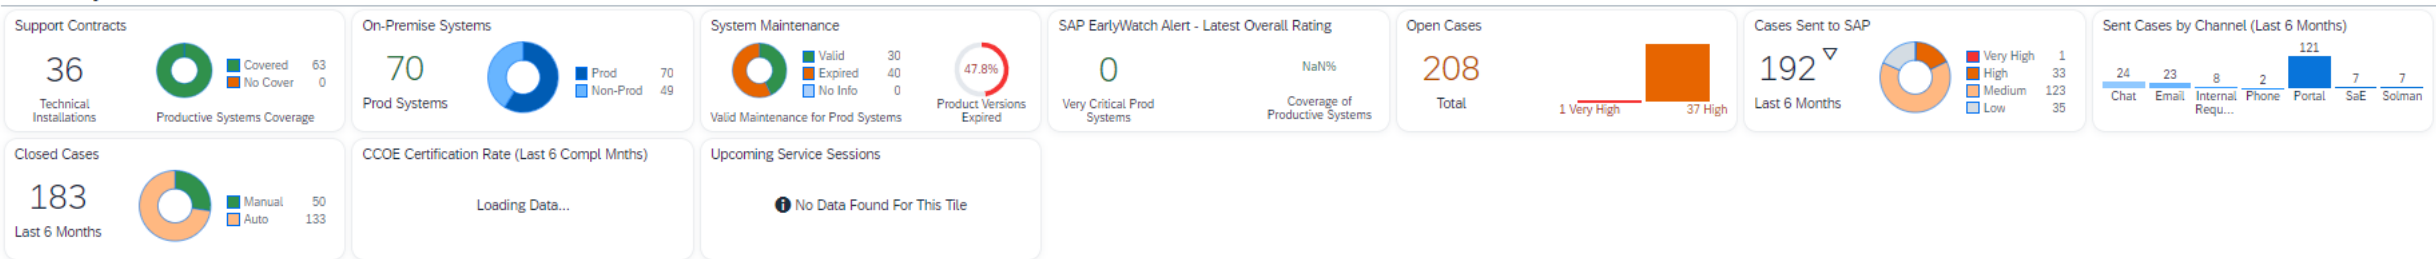 Support Contracts
36
Technical
Installations
Covered 63
No Cover 0
Productive Systems Coverage
On-Premise Systems
70
Prod Systems
Prod 70
Non-Prod 49
System Maintenance
Valid 30
Expired 40
No Info 0
Valid Maintenance for Prod Systems
47.8%
Product Versions
Expired
SAP EarlyWatch Alert - Latest Overall Rating
0
Very Critical Prod
Systems
NaN%
Coverage of
Productive Systems
Open Cases
208
Total
1 Very High
37 High
Cases Sent to SAP
192
Last 6 Months
Very High 1
High 33
Medium 123
Low 35
Sent Cases by Channel (Last 6 Months)
24 23 8 2 121 7 7
Chat Email Internal Phone Portal SaE Solman
Requ...
Closed Cases
183
Last 6 Months
Manual 50
Auto 133
CCOE Certification Rate (Last 6 Compl Mnths)
Loading Data...
Upcoming Service Sessions
No Data Found For This Tile